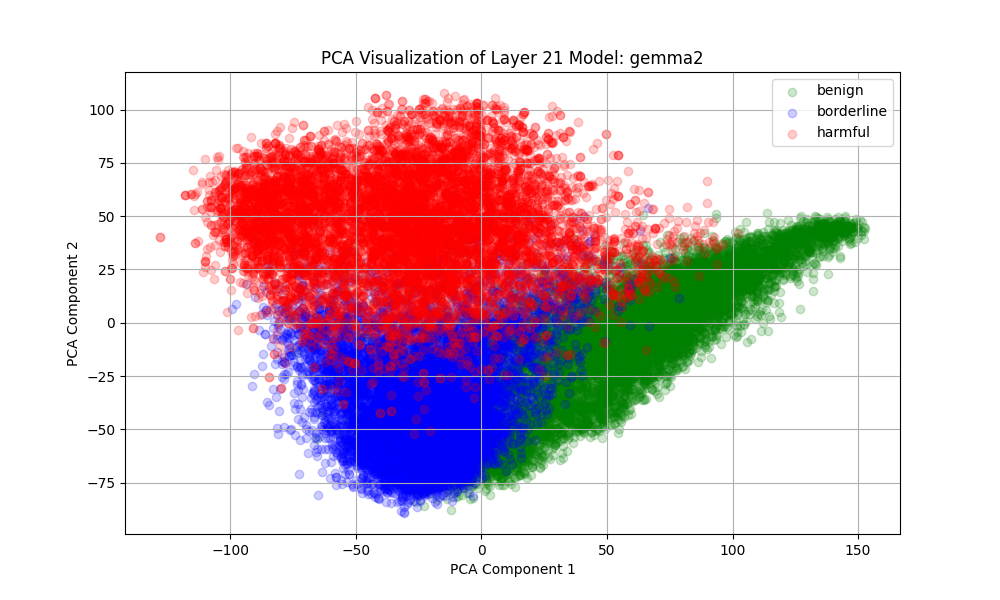 PCA Visualization of Layer 21 Model: gemma2
benign
borderline
harmful
100
75
50
25
0
−25
−50
−75
PCA Component 2
−100
−50
0
50
100
150
PCA Component 1